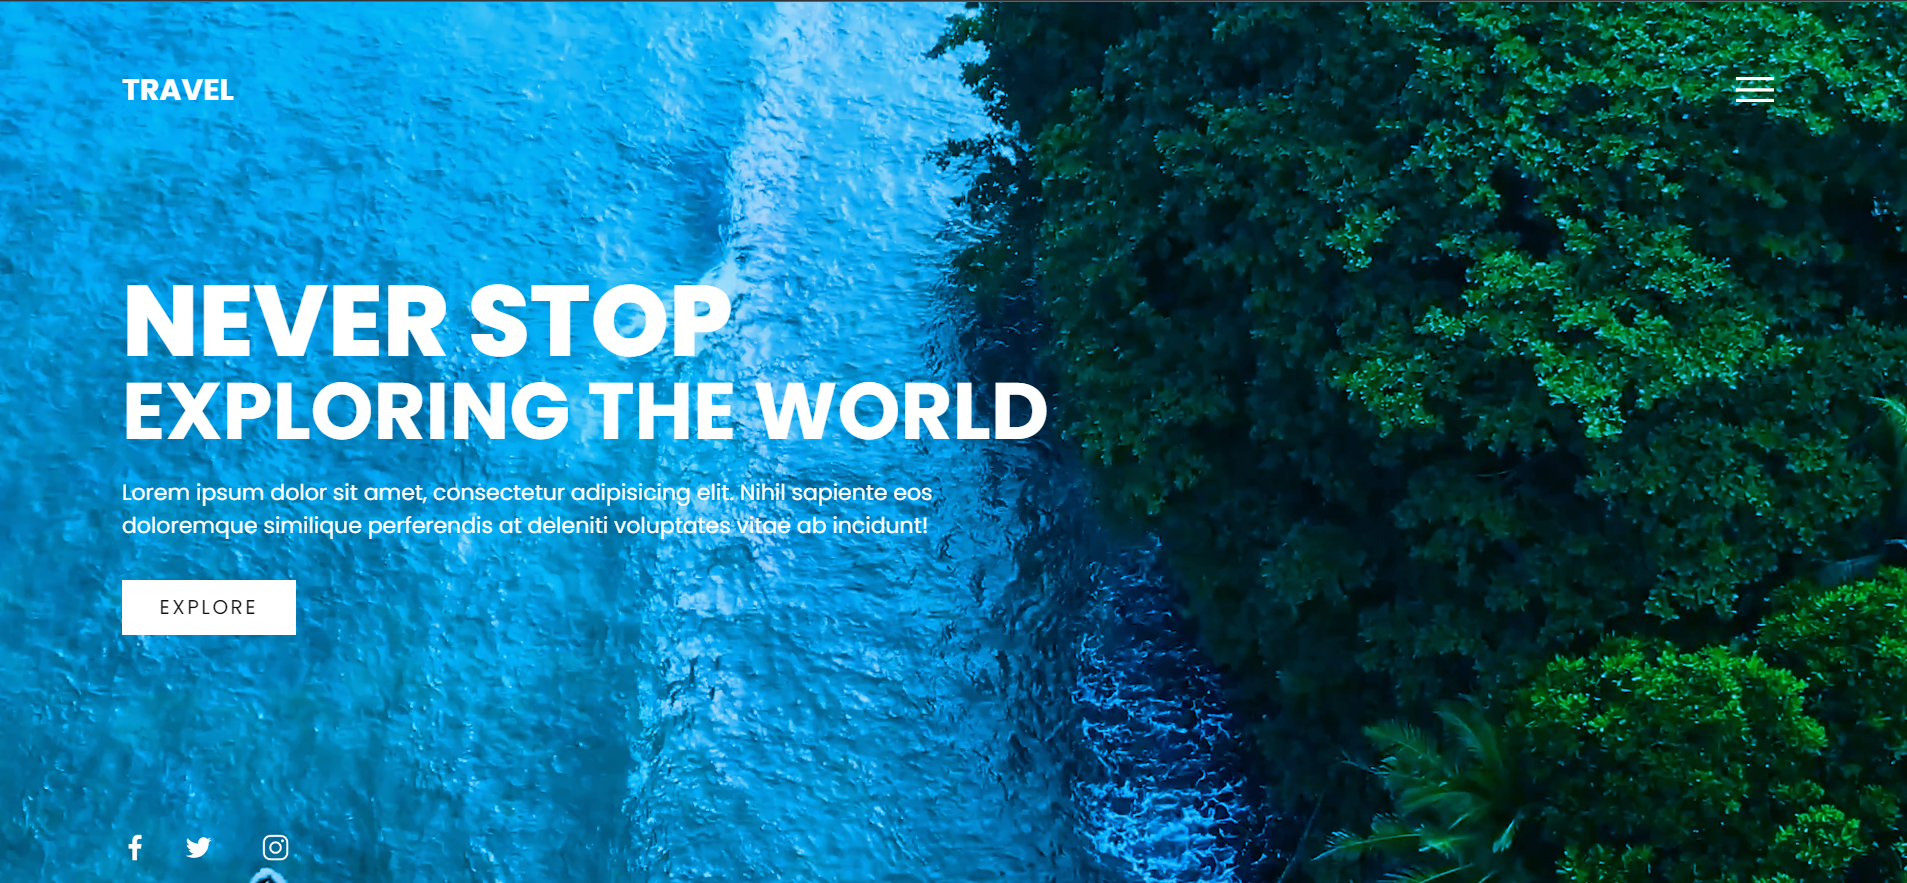 TRAVEL
NEVER STOP
EXPLORING THE WORLD
Lorem ipsum dolor sit amet, consectetur adipisicing elit. Nihil sapiente eos
doloremque similique perferendis at deleniti voluptates vitae ab incidunt!
EXPLORE